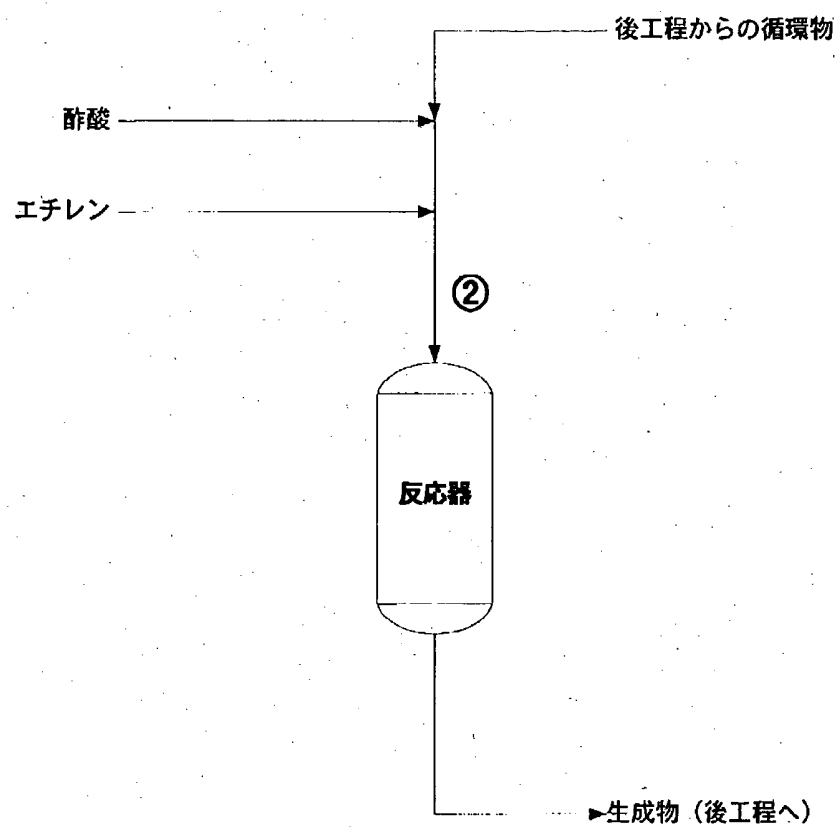 後工程からの循環物
酢酸
エチレン
②
反応器
生成物（後工程へ）